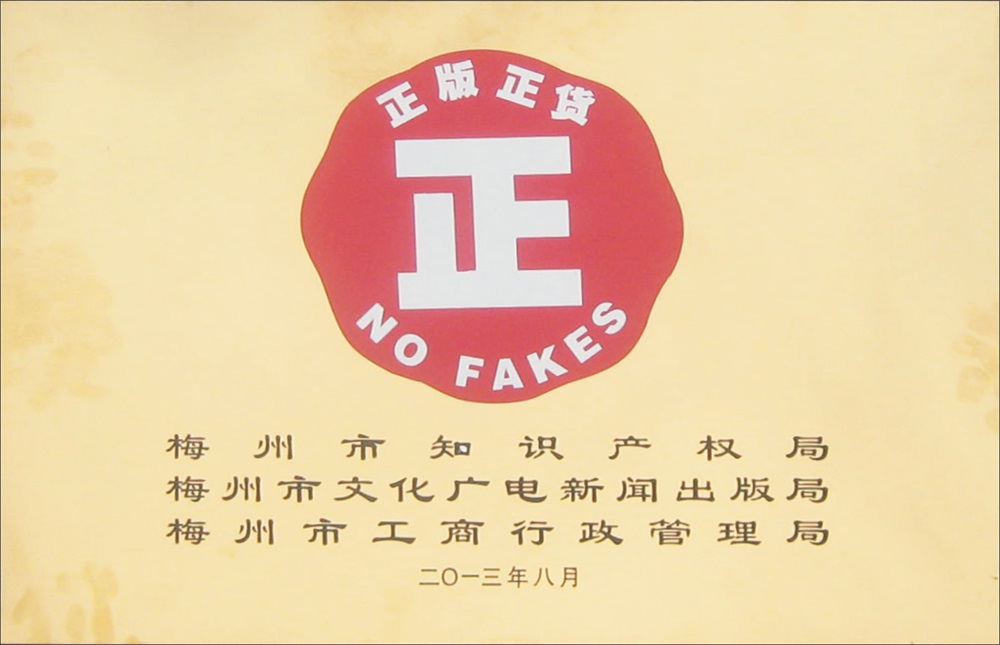 正版正货
正
NO FAKES
梅州市知识产权局
梅州市文化广电新闻出版局
梅州市工商行政管理局
二〇一三年八月